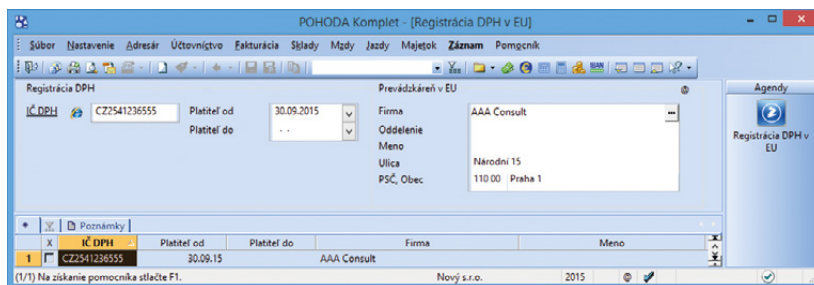 POHODA Komplet - [Registrácia DPH v EU]
Súbor Nastavenie Adresár Účtovníctvo Fakturácia Sklady Mzdy Jazdy Majetok Záznam Pomocník
Registrácia DPH Prevádzkáreň v EU @ Agendy
IČ DPH CZ2541236555 Platiteľ od 30.09.2015 Firma AAA Consult ...
Platiteľ do . . Oddelenie
Registrácia DPH v
EU
Meno
Ulica Národní 15
PSČ, Obec 110 00 Praha 1
* Poznámky
X IČ DPH Platiteľ od Platiteľ do Firma Meno
1 CZ2541236555 30.09.15 AAA Consult
(1/1) Na získanie pomocníka stlačte F1. Nový s.r.o. 2015 @